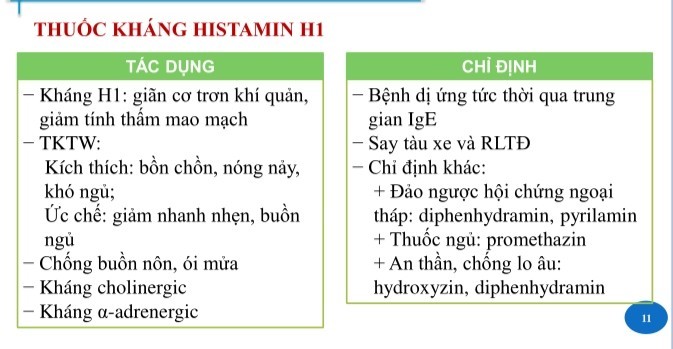 THUỐC KHÁNG HISTAMIN H1
TÁC DỤNG
− Kháng H1: giãn cơ trơn khí quản,
giảm tính thấm mao mạch
− TKTW:
Kích thích: bồn chồn, nóng nảy,
khó ngủ;
Ức chế: giảm nhanh nhẹn, buồn
ngủ
− Chống buồn nôn, ói mửa
− Kháng cholinergic
− Kháng α-adrenergic
CHỈ ĐỊNH
− Bệnh dị ứng tức thời qua trung
gian IgE
− Say tàu xe và RLTĐ
− Chỉ định khác:
+ Đảo ngược hội chứng ngoại
tháp: diphenhydramin, pyrilamin
+ Thuốc ngủ: promethazin
+ An thần, chống lo âu:
hydroxyzin, diphenhydramin
11